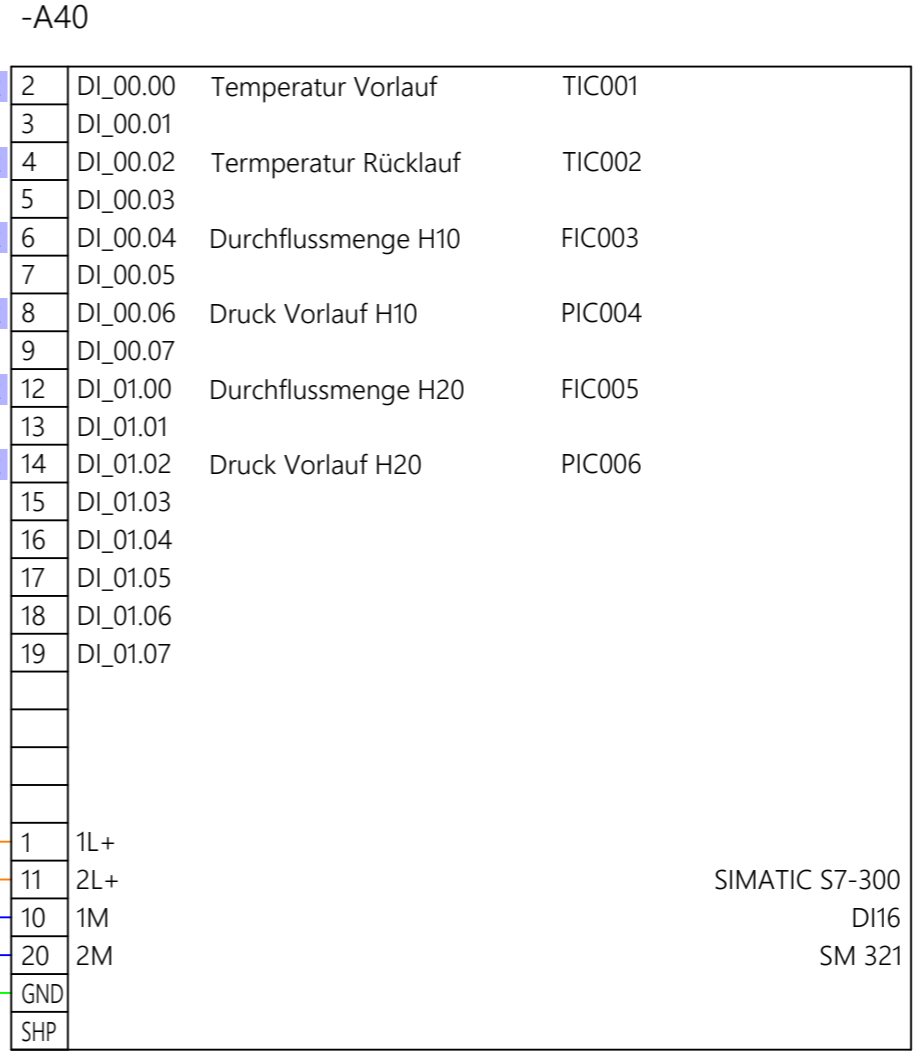 -A40
2 DI_00.00 Temperatur Vorlauf TIC001
3 DI_00.01
4 DI_00.02 Termperatur Rücklauf TIC002
5 DI_00.03
6 DI_00.04 Durchflussmenge H10 FIC003
7 DI_00.05
8 DI_00.06 Druck Vorlauf H10 PIC004
9 DI_00.07
12 DI_01.00 Durchflussmenge H20 FIC005
13 DI_01.01
14 DI_01.02 Druck Vorlauf H20 PIC006
15 DI_01.03
16 DI_01.04
17 DI_01.05
18 DI_01.06
19 DI_01.07
1 1L+
11 2L+ SIMATIC S7-300
10 1M DI16
20 2M SM 321
GND
SHP